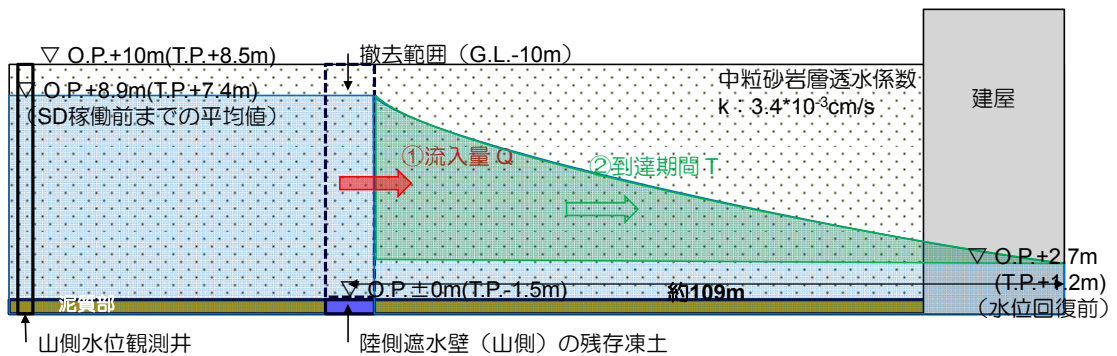 ▽ O.P.+10m(T.P.+8.5m)
撤去範囲（G.L.-10m）
▽ O.P.+8.9m(T.P.+7.4m)
（SD稼働前までの平均値）
中粒砂岩層透水係数
k：3.4*10⁻³cm/s
建屋
①流入量 Q
②到達期間 T
▽ O.P.+2.7m
(T.P.+1.2m)
（水位回復前）
▽ O.P.±0m(T.P.-1.5m)
約109m
泥質部
山側水位観測井
陸側遮水壁（山側）の残存凍土